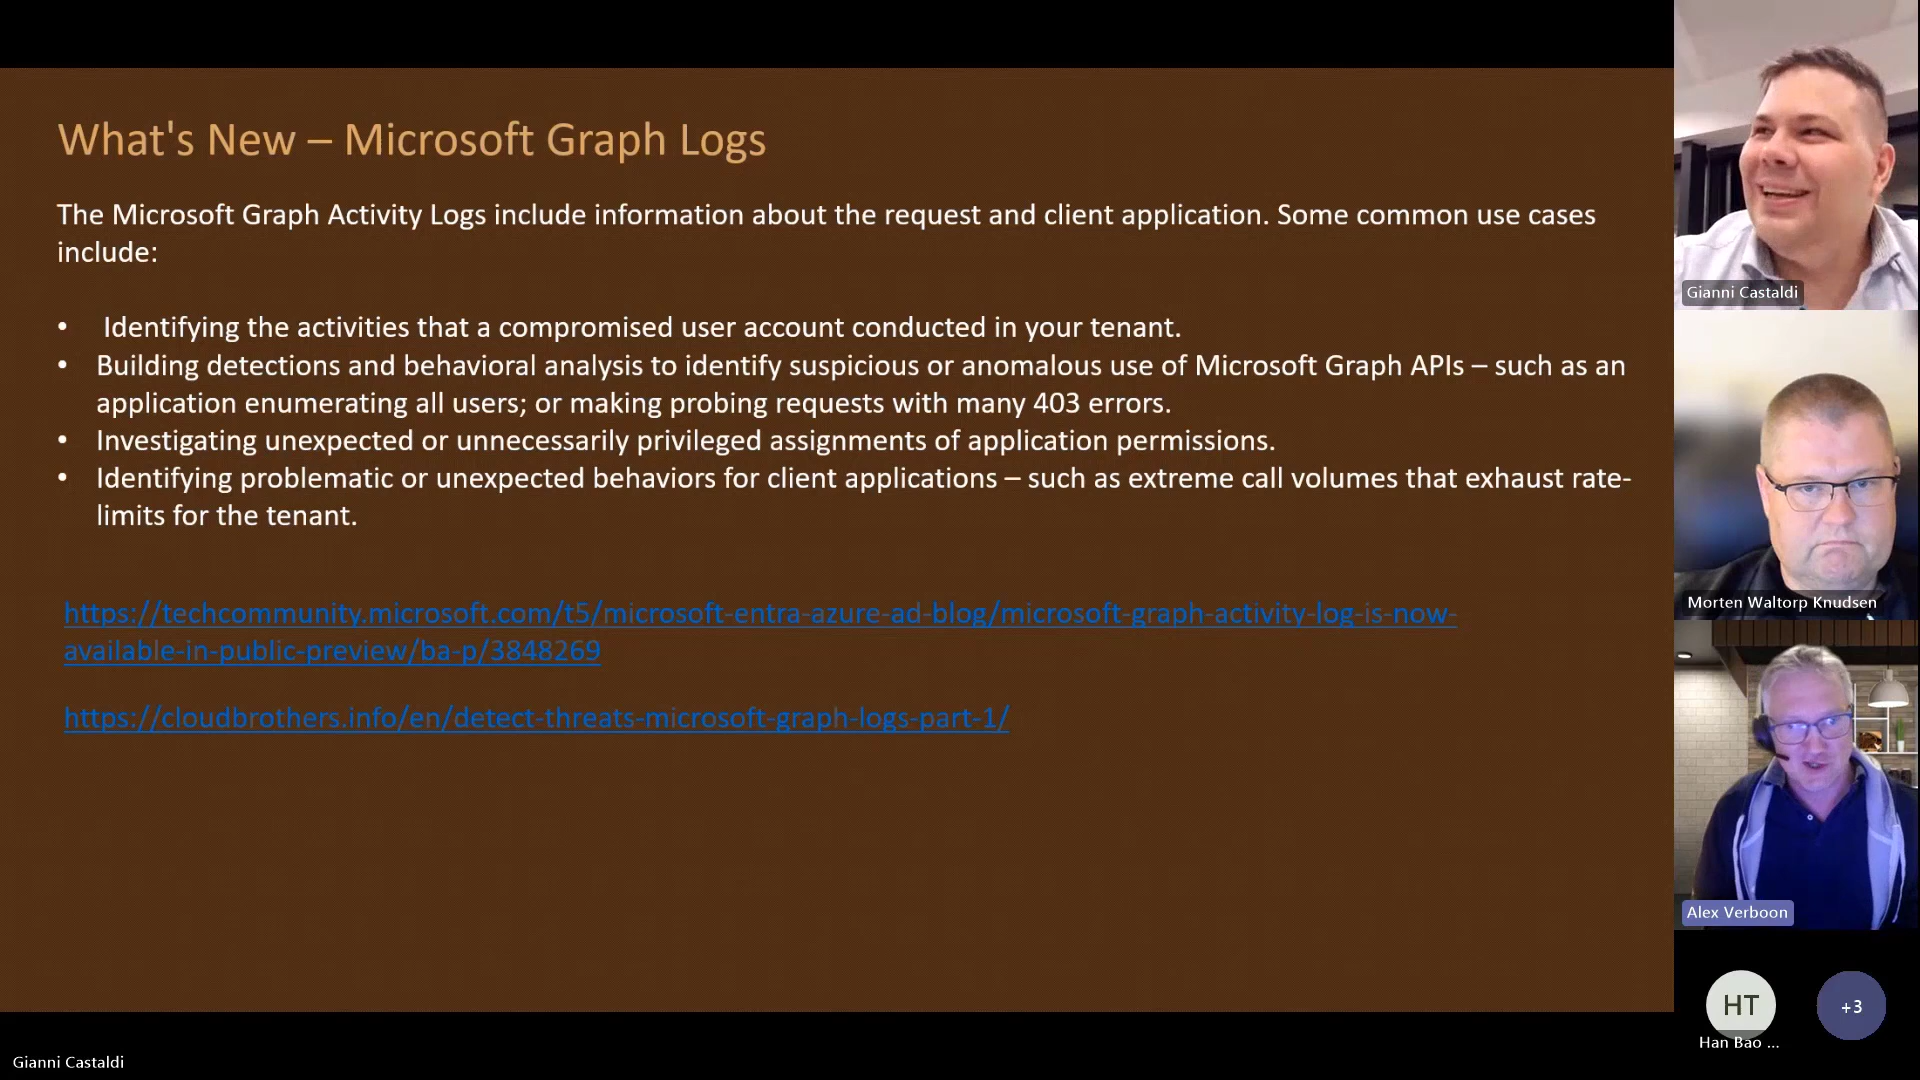 What's New – Microsoft Graph Logs
The Microsoft Graph Activity Logs include information about the request and client application. Some common use cases
include:
• Identifying the activities that a compromised user account conducted in your tenant.
• Building detections and behavioral analysis to identify suspicious or anomalous use of Microsoft Graph APIs – such as an
application enumerating all users; or making probing requests with many 403 errors.
• Investigating unexpected or unnecessarily privileged assignments of application permissions.
• Identifying problematic or unexpected behaviors for client applications – such as extreme call volumes that exhaust rate-
limits for the tenant.
https://techcommunity.microsoft.com/t5/microsoft-entra-azure-ad-blog/microsoft-graph-activity-log-is-now-
available-in-public-preview/ba-p/3848269
https://cloudbrothers.info/en/detect-threats-microsoft-graph-logs-part-1/
Gianni Castaldi
Morten Waltorp Knudsen
Alex Verboon
HT
+3
Han Bao ...
Gianni Castaldi